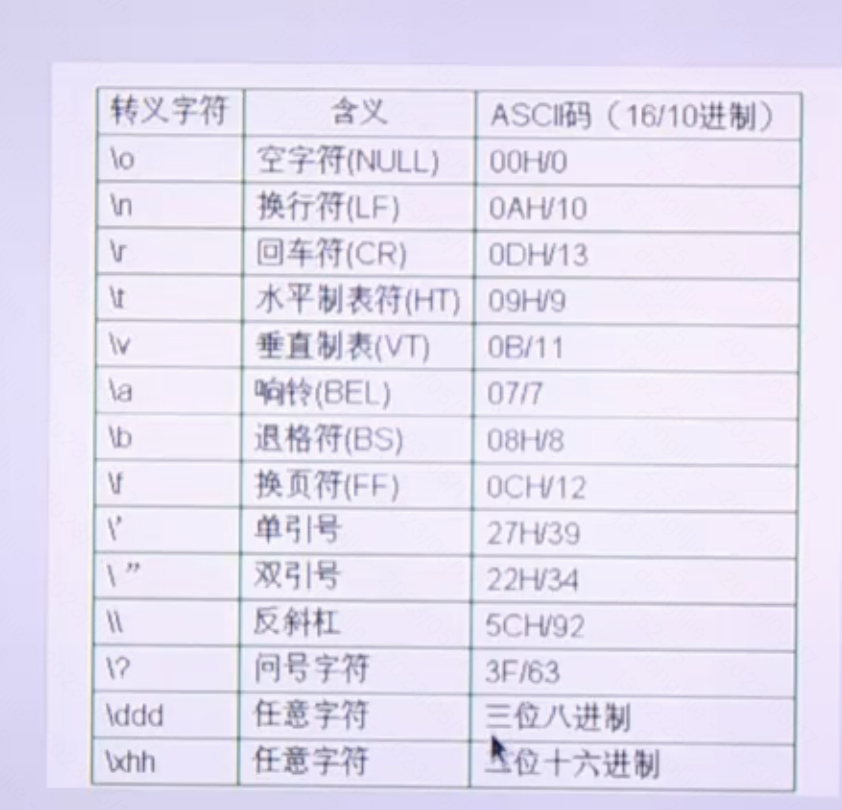 转义字符 含义 ASCII码（16/10进制）
\o 空字符(NULL) 00H/0
\n 换行符(LF) 0AH/10
\r 回车符(CR) 0DH/13
\t 水平制表符(HT) 09H/9
\v 垂直制表(VT) 0B/11
\a 响铃(BEL) 07/7
\b 退格符(BS) 08H/8
\f 换页符(FF) 0CH/12
\' 单引号 27H/39
\ ” 双引号 22H/34
\\ 反斜杠 5CH/92
\? 问号字符 3F/63
\ddd 任意字符 三位八进制
\xhh 任意字符 二位十六进制